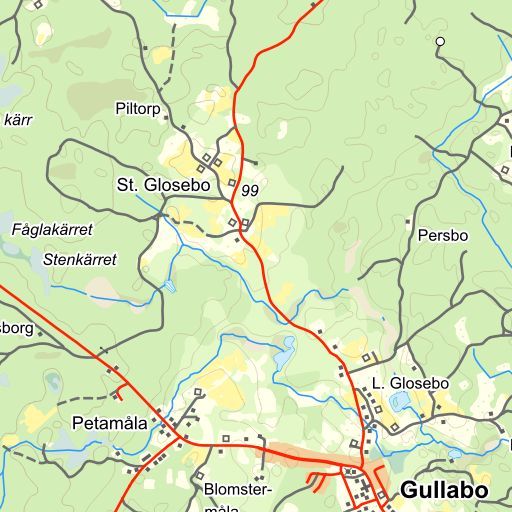 Piltorp
kärr
St. Glosebo
99
Fåglakärret
Persbo
Stenkärret
sborg
L. Glosebo
Petamåla
Gullabo
Blomster-
måla